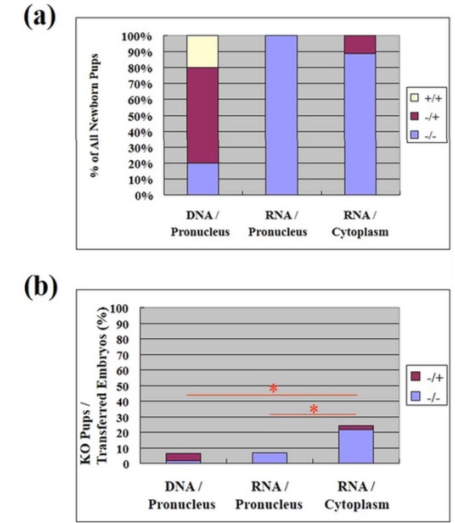 (a)
% of All Newborn Pups
100%
90%
80%
70%
60%
50%
40%
30%
20%
10%
0%
DNA / Pronucleus
RNA / Pronucleus
RNA / Cytoplasm
+/+
-/+
-/-
(b)
KO Pups /
Transferred Embryos (%)
100
90
80
70
60
50
40
30
20
10
0
*
*
DNA / Pronucleus
RNA / Pronucleus
RNA / Cytoplasm
-/+
-/-